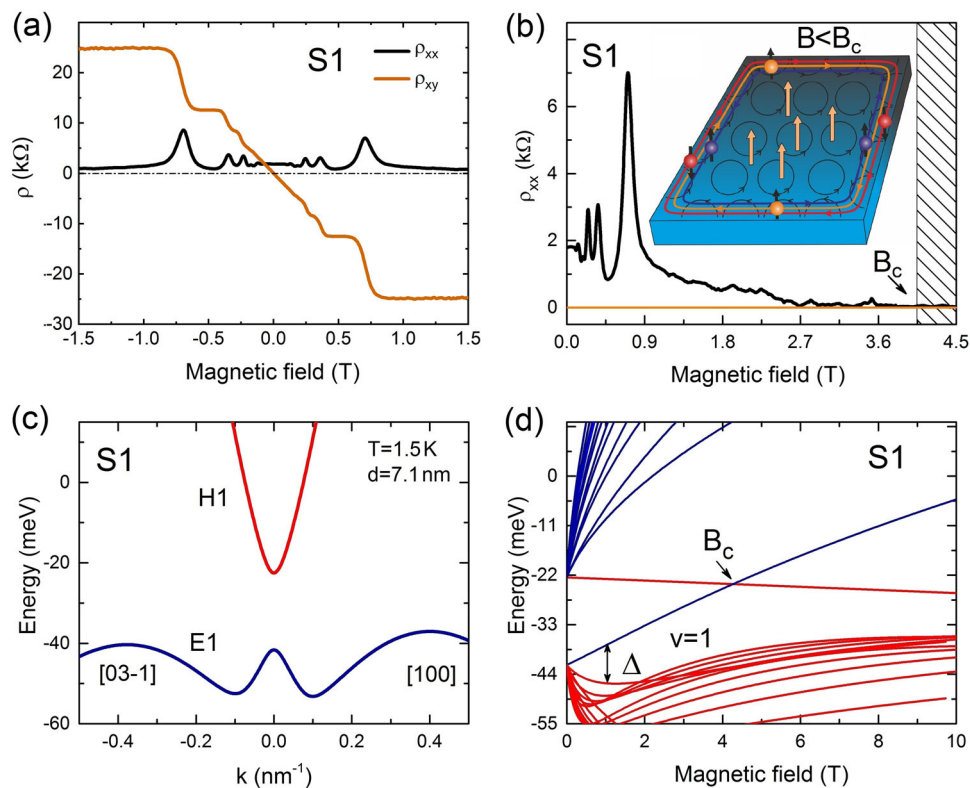 (a)
S1
ρxx
ρxy
20
10
0
-10
-20
-30
ρ (kΩ)
-1.5 -1.0 -0.5 0.0 0.5 1.0 1.5
Magnetic field (T)
(b)
S1
B<Bc
Bc
6
4
2
0
ρxx (kΩ)
0.0 0.9 1.8 2.7 3.6 4.5
Magnetic field (T)
(c)
S1
T=1.5K
d=7.1nm
H1
E1
[03-1]
[100]
0
-20
-40
-60
Energy (meV)
-0.4 -0.2 0.0 0.2 0.4
k (nm⁻¹)
(d)
S1
Bc
ν=1
Δ
0
-11
-22
-33
-44
-55
Energy (meV)
0 2 4 6 8 10
Magnetic field (T)